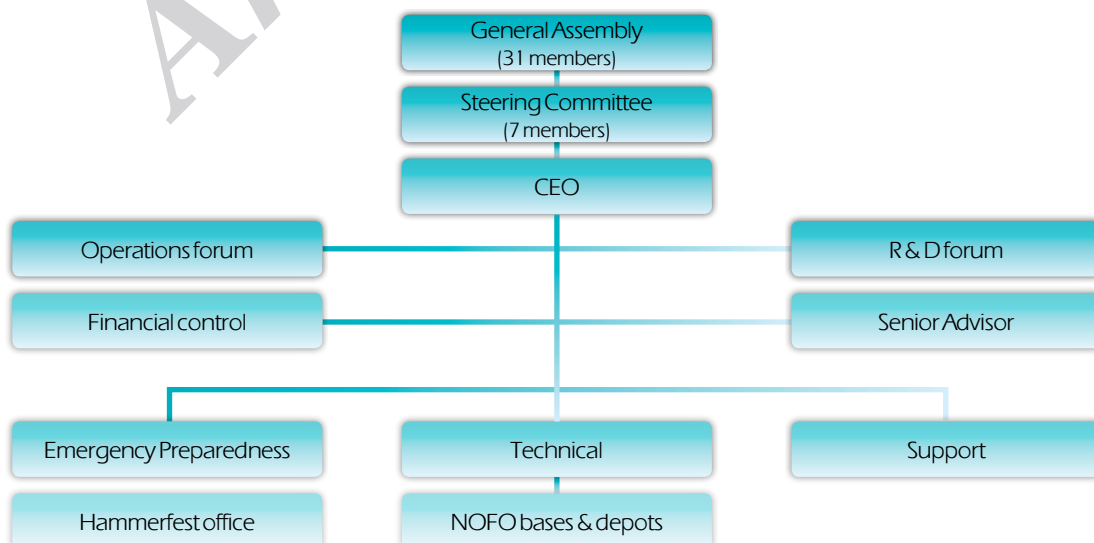 General Assembly
(31 members)
Steering Committee
(7 members)
CEO
Operations forum
R & D forum
Financial control
Senior Advisor
Emergency Preparedness
Technical
Support
Hammerfest office
NOFO bases & depots